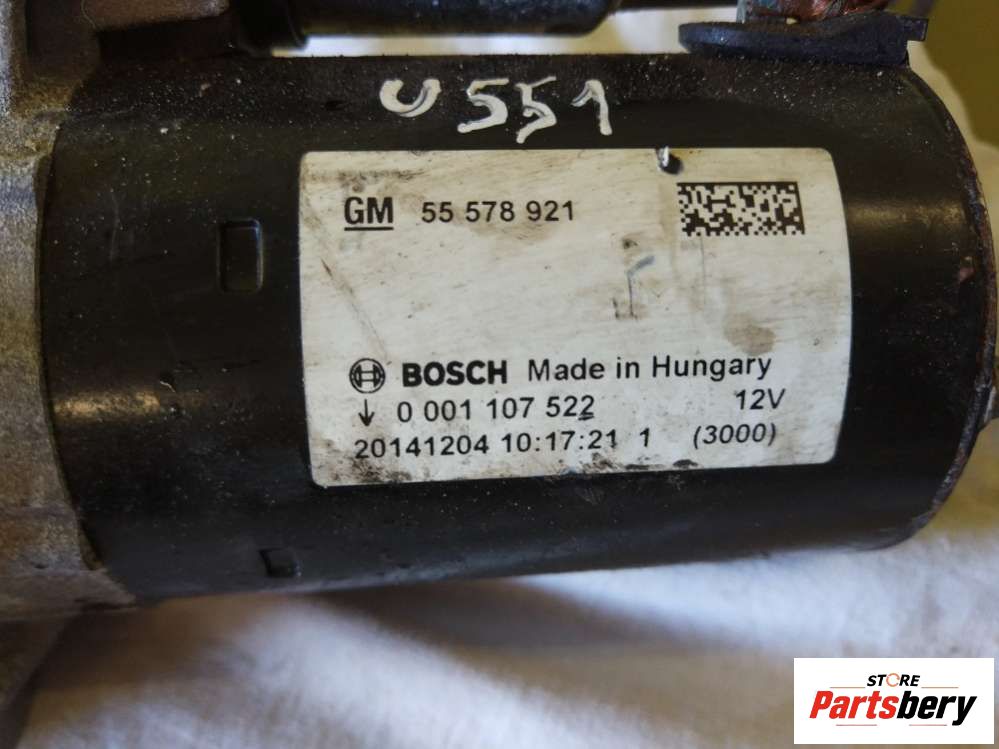 U 551
GM 55 578 921
BOSCH Made in Hungary
0 001 107 522 12V
20141204 10:17:21 1 (3000)
STORE
Partsbery